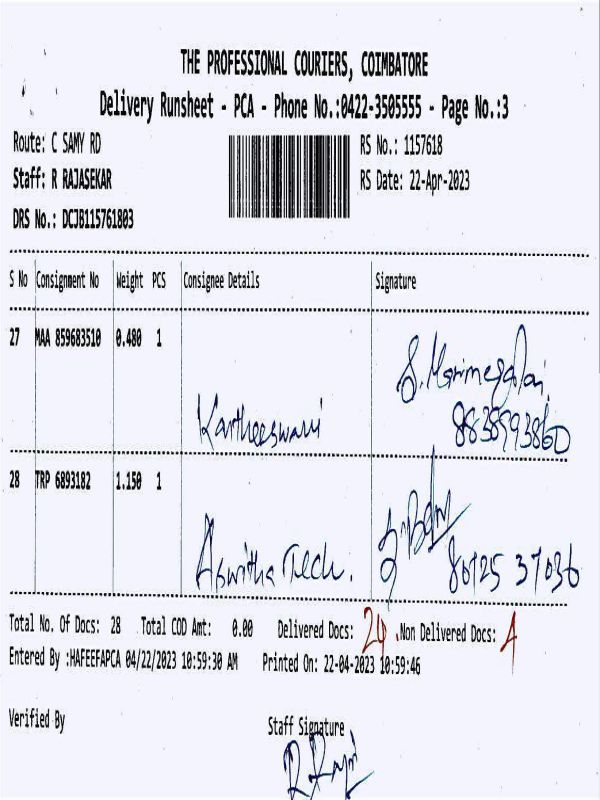 THE PROFESSIONAL COURIERS, COIMBATORE
Delivery Runsheet - PCA - Phone No.:0422-3505555 - Page No.:3
Route: C SAMY RD RS No.: 1157618
Staff: R RAJASEKAR RS Date: 22-Apr-2023
DRS No.: DCJB115761803
S No Consignment No Weight PCS Consignee Details Signature
27 MAA 859683510 0.480 1
S. Manimegalai
Kartheeswari 8838593860
28 TRP 6893182 1.150 1
Aswitha Tech. 80725 37036
Total No. Of Docs: 28 Total COD Amt: 0.00 Delivered Docs: 24 Non Delivered Docs: 4
Entered By :HAFEEFAPCA 04/22/2023 10:59:30 AM Printed On: 22-04-2023 10:59:46
Verified By Staff Signature